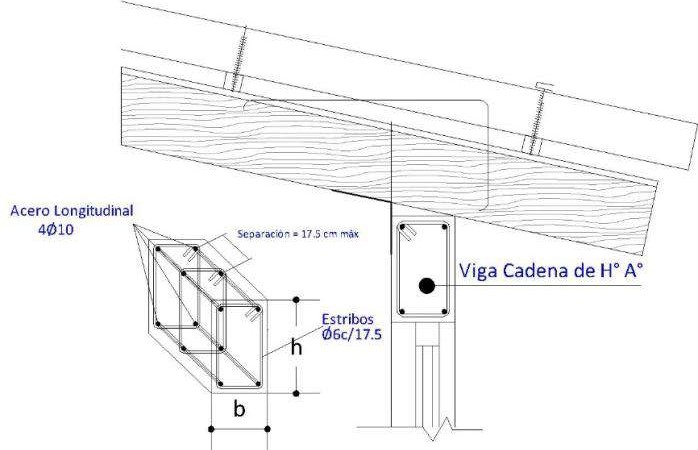 Acero Longitudinal
4Ø10
Separación = 17.5 cm máx
Viga Cadena de H° A°
Estribos
Ø6c/17.5
h
b